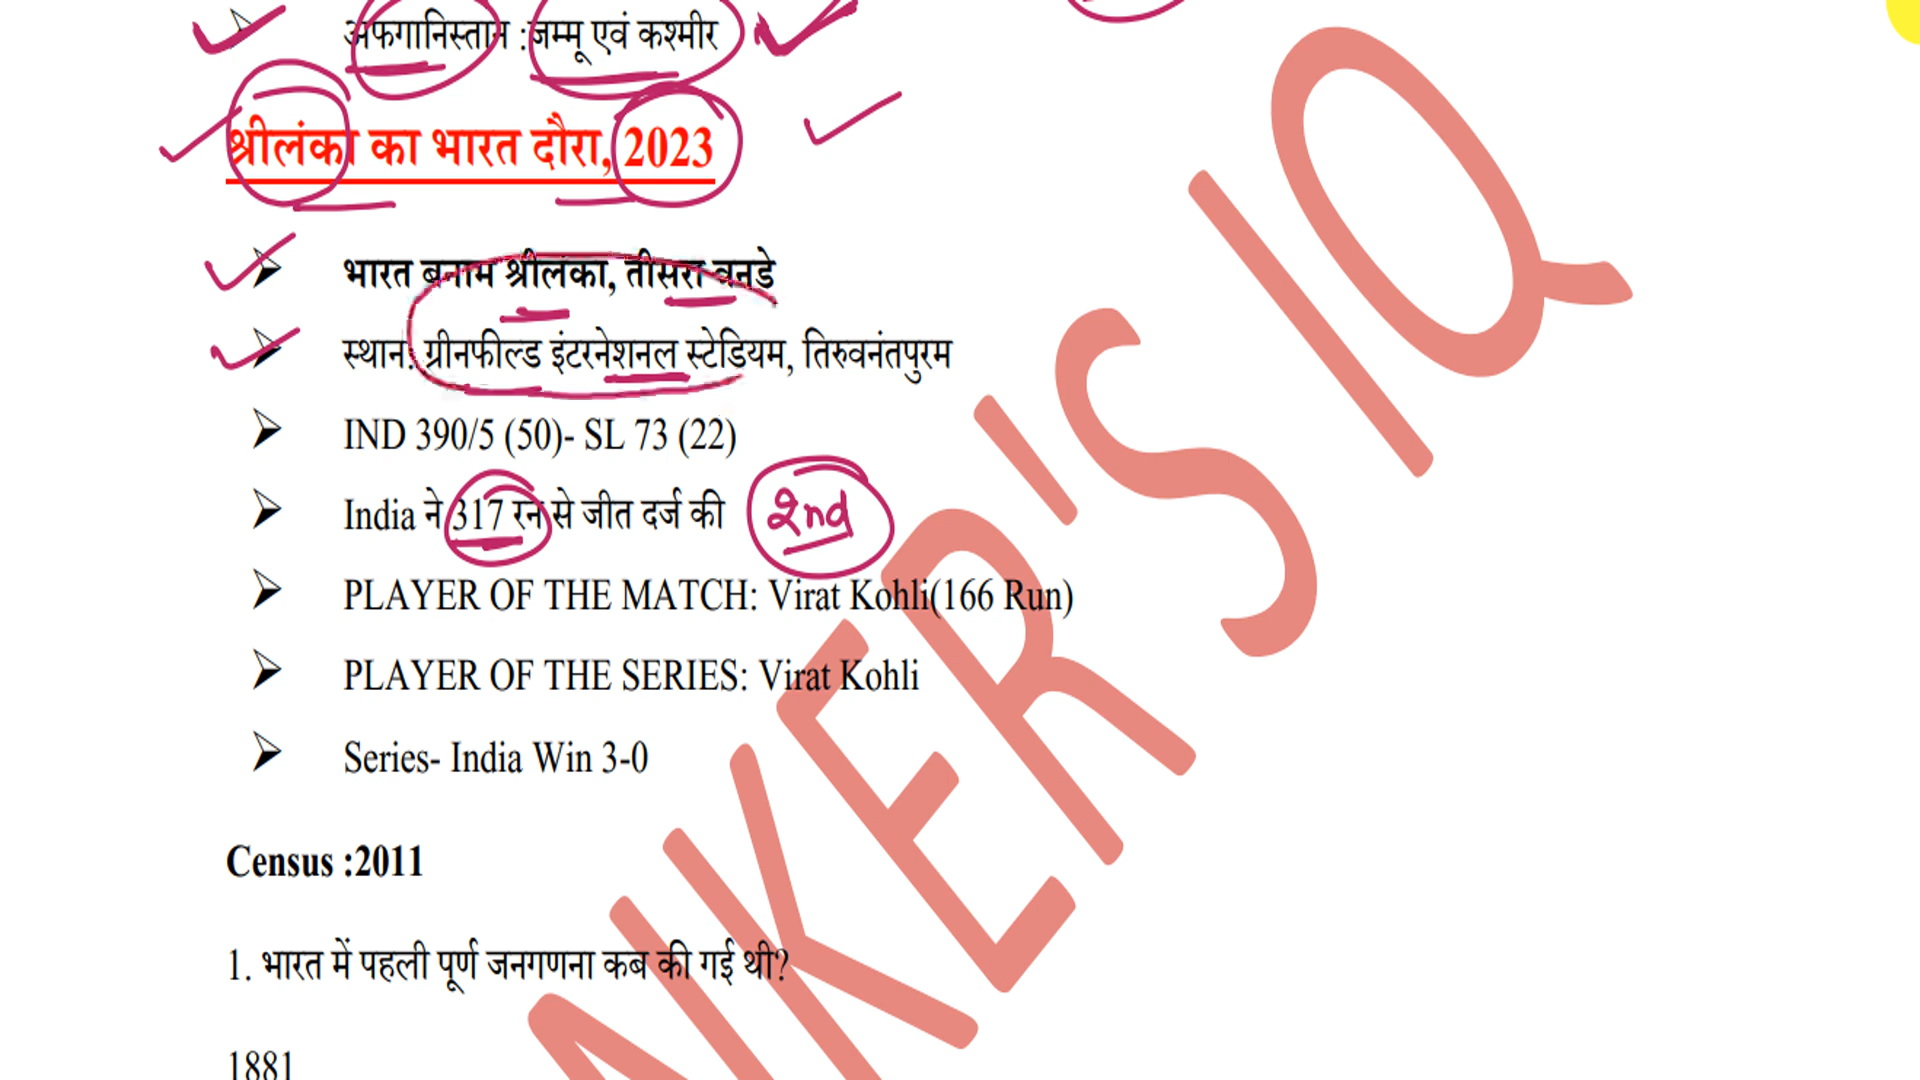 अफगानिस्तान :जम्मू एवं कश्मीर
श्रीलंका का भारत दौरा, 2023
भारत बनाम श्रीलंका, तीसरा वनडे
स्थान: ग्रीनफील्ड इंटरनेशनल स्टेडियम, तिरुवनंतपुरम
IND 390/5 (50)- SL 73 (22)
India ने 317 रन से जीत दर्ज की 2nd
PLAYER OF THE MATCH: Virat Kohli(166 Run)
PLAYER OF THE SERIES: Virat Kohli
Series- India Win 3-0
Census :2011
1. भारत में पहली पूर्ण जनगणना कब की गई थी?
1881
NKER'S IQ